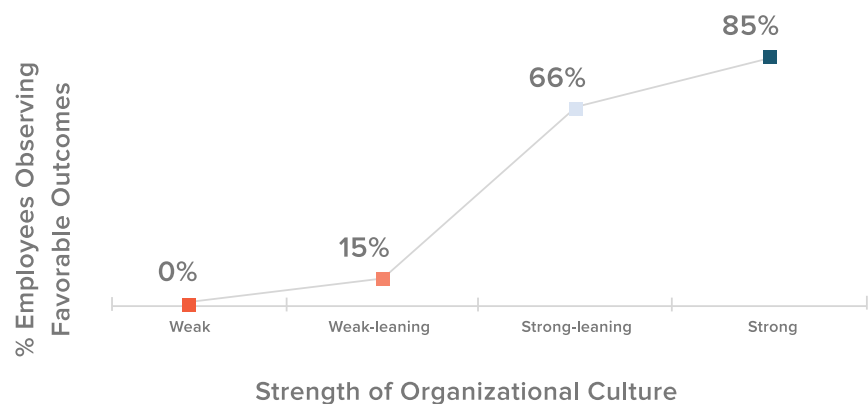 85%
66%
15%
0%
% Employees Observing
Favorable Outcomes
Weak
Weak-leaning
Strong-leaning
Strong
Strength of Organizational Culture